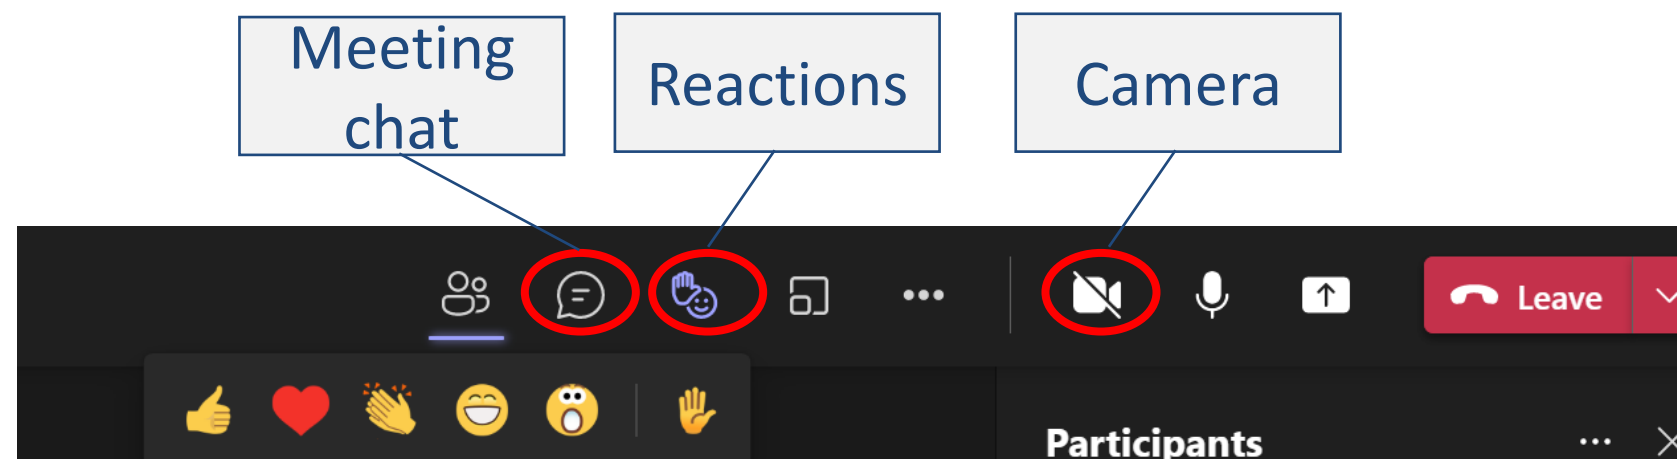 Meeting
chat
Reactions
Camera
Leave
Participants